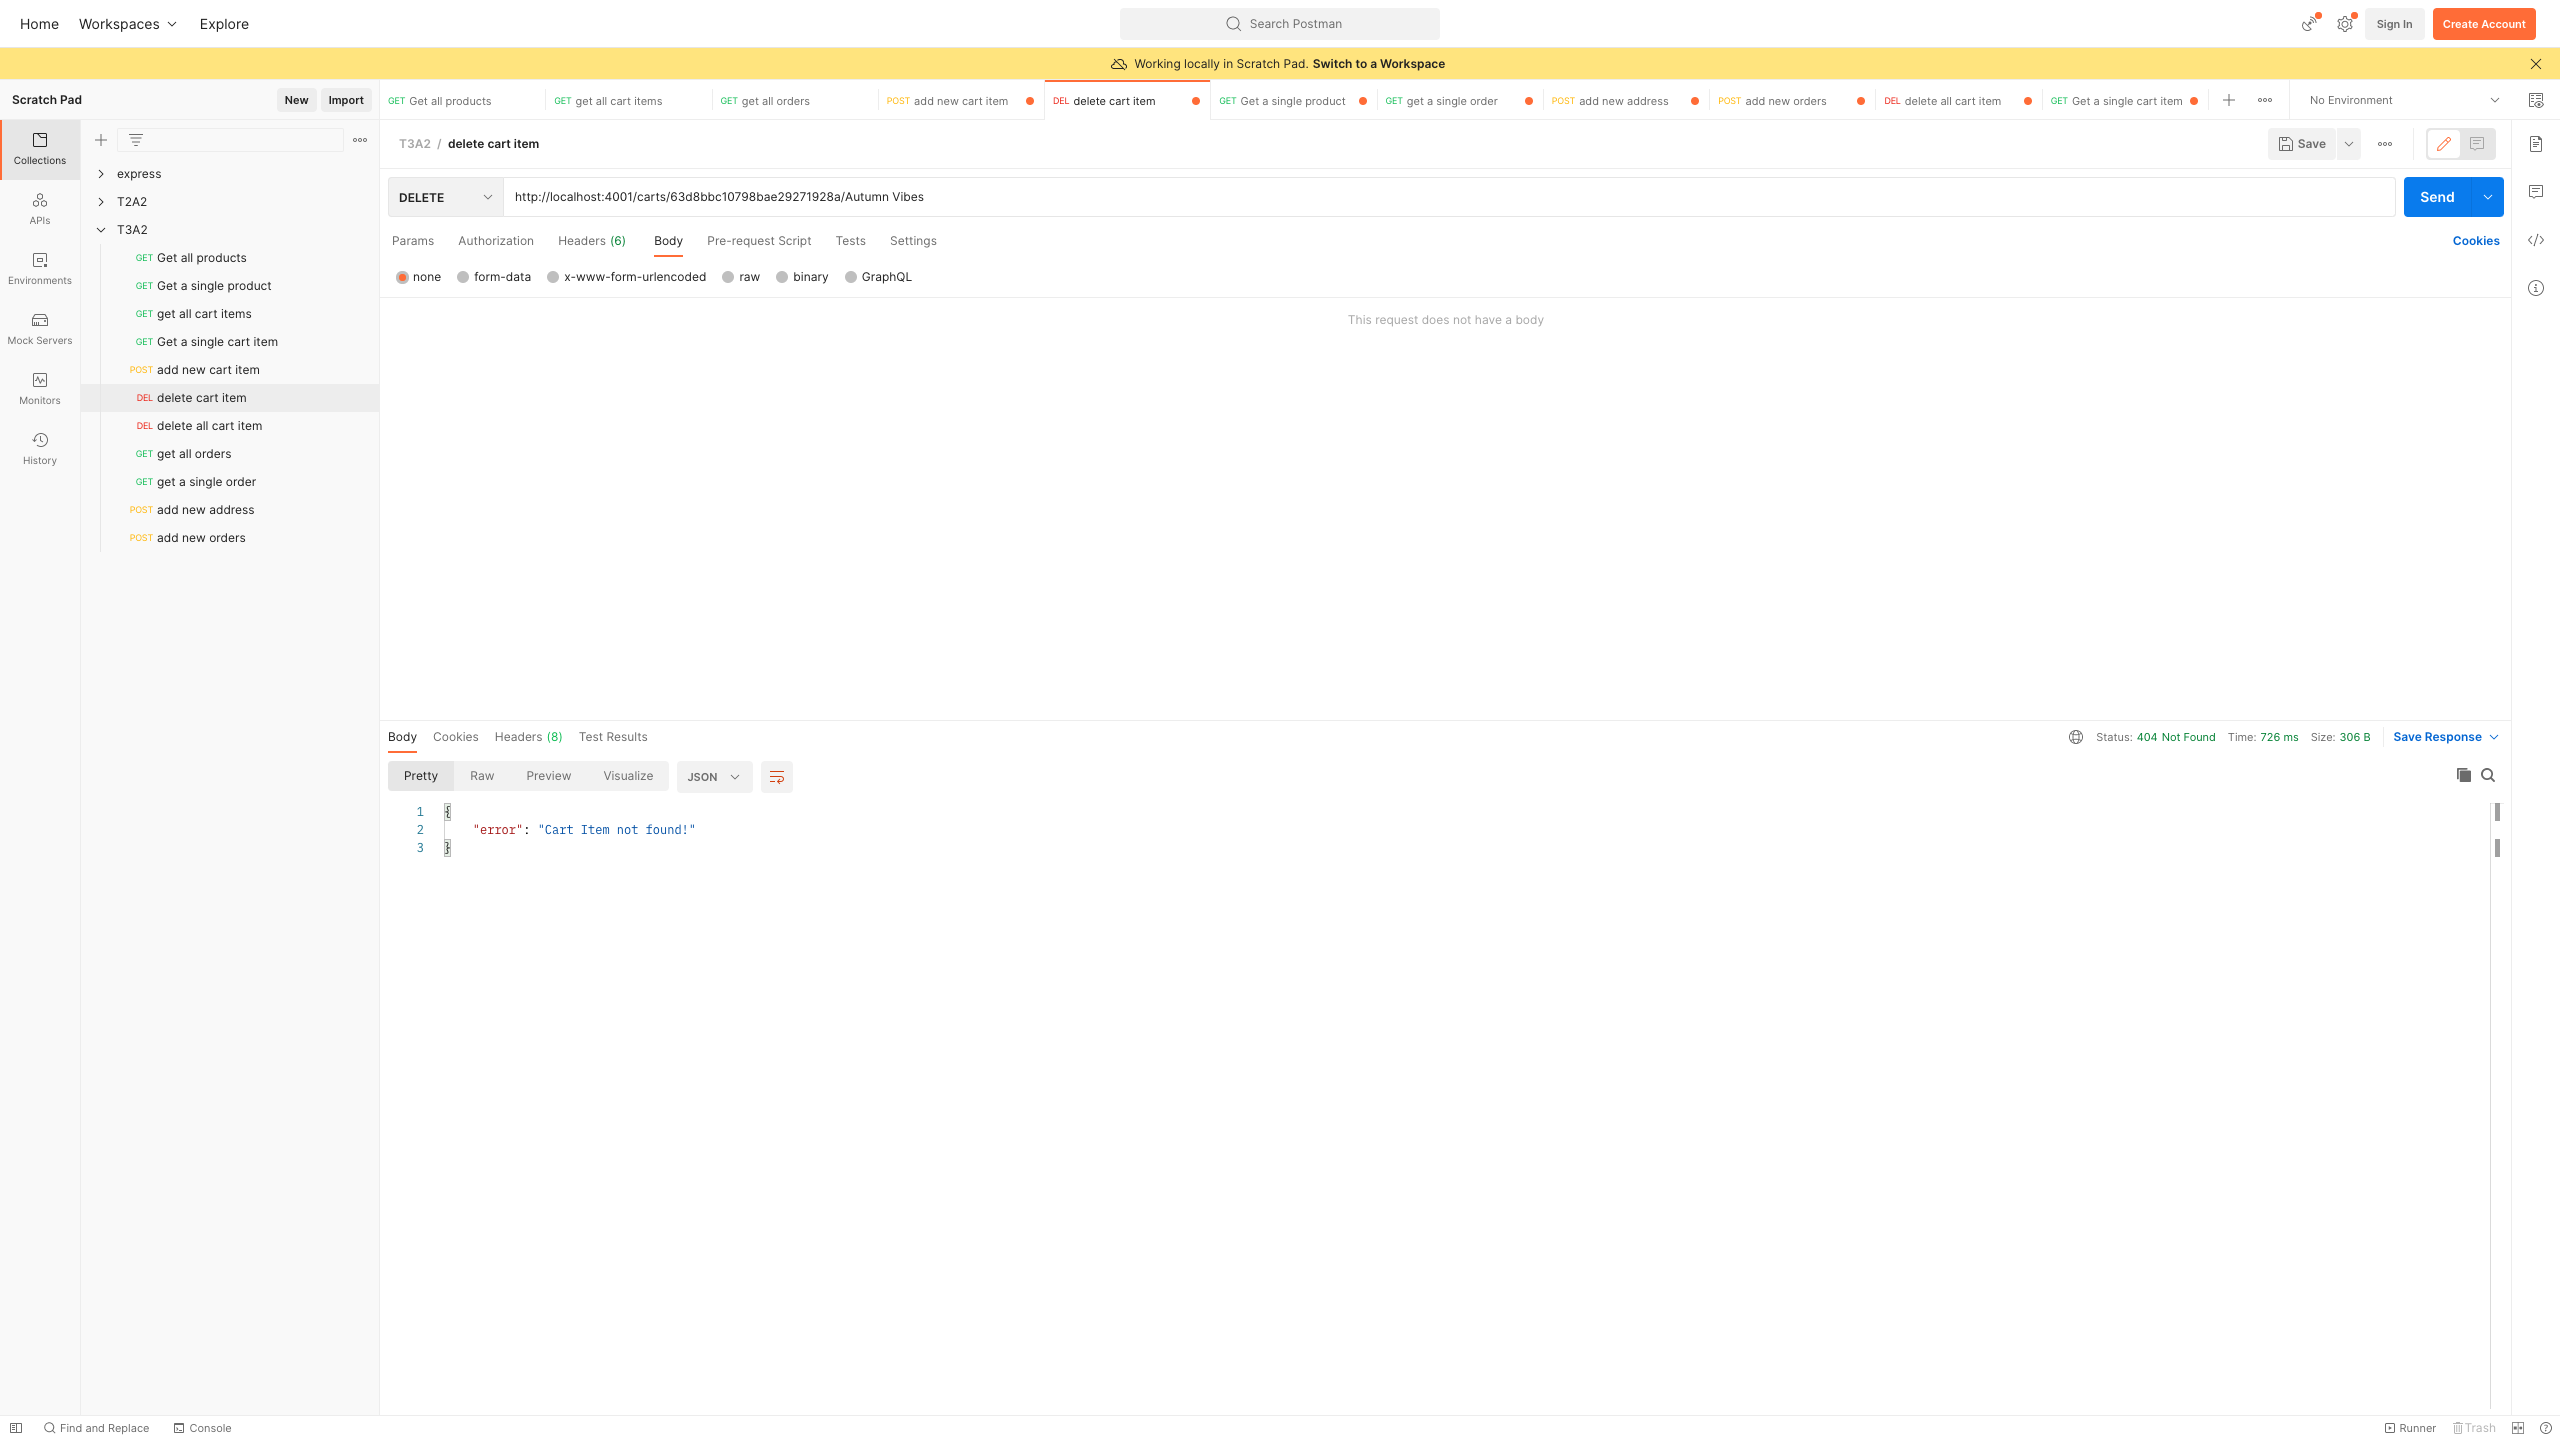 Home Workspaces Explore Search Postman Sign In Create Account
Working locally in Scratch Pad. Switch to a Workspace
Scratch Pad New Import GET Get all products GET get all cart items GET get all orders POST add new cart item DEL delete cart item GET Get a single product GET get a single order POST add new address POST add new orders DEL delete all cart item GET Get a single cart item No Environment
Collections
APIs
Environments
Mock Servers
Monitors
History
express
T2A2
T3A2
GET Get all products
GET Get a single product
GET get all cart items
GET Get a single cart item
POST add new cart item
DEL delete cart item
DEL delete all cart item
GET get all orders
GET get a single order
POST add new address
POST add new orders
T3A2 / delete cart item Save
DELETE http://localhost:4001/carts/63d8bbc10798bae29271928a/Autumn Vibes Send
Params Authorization Headers (6) Body Pre-request Script Tests Settings Cookies
none form-data x-www-form-urlencoded raw binary GraphQL
This request does not have a body
Body Cookies Headers (8) Test Results Status: 404 Not Found Time: 726 ms Size: 306 B Save Response
Pretty Raw Preview Visualize JSON
1 {
2 "error": "Cart Item not found!"
3 }
Find and Replace Console Runner Trash